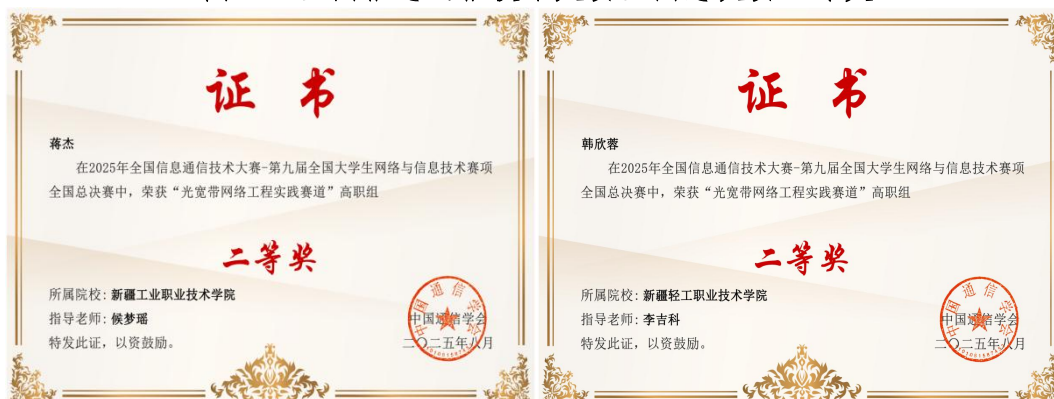 证 书
蒋杰
在2025年全国信息通信技术大赛-第九届全国大学生网络与信息技术赛项
全国总决赛中，荣获“光宽带网络工程实践赛道”高职组
二等奖
所属院校：新疆工业职业技术学院
指导老师：候梦瑶
特发此证，以资鼓励。
中国通信学会
二〇二五年八月
证 书
韩欣蓉
在2025年全国信息通信技术大赛-第九届全国大学生网络与信息技术赛项
全国总决赛中，荣获“光宽带网络工程实践赛道”高职组
二等奖
所属院校：新疆轻工职业技术学院
指导老师：李吉科
特发此证，以资鼓励。
中国通信学会
二〇二五年八月